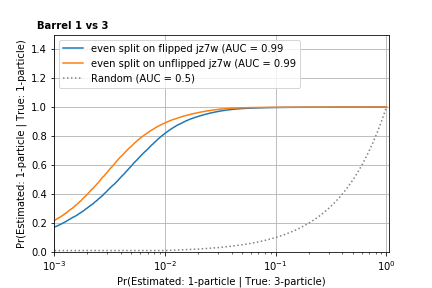 Barrel 1 vs 3
even split on flipped jz7w (AUC = 0.99
even split on unflipped jz7w (AUC = 0.99
Random (AUC = 0.5)
1.4
1.2
1.0
0.8
0.6
0.4
0.2
0.0
Pr(Estimated: 1-particle | True: 1-particle)
10⁻³
10⁻²
10⁻¹
10⁰
Pr(Estimated: 1-particle | True: 3-particle)